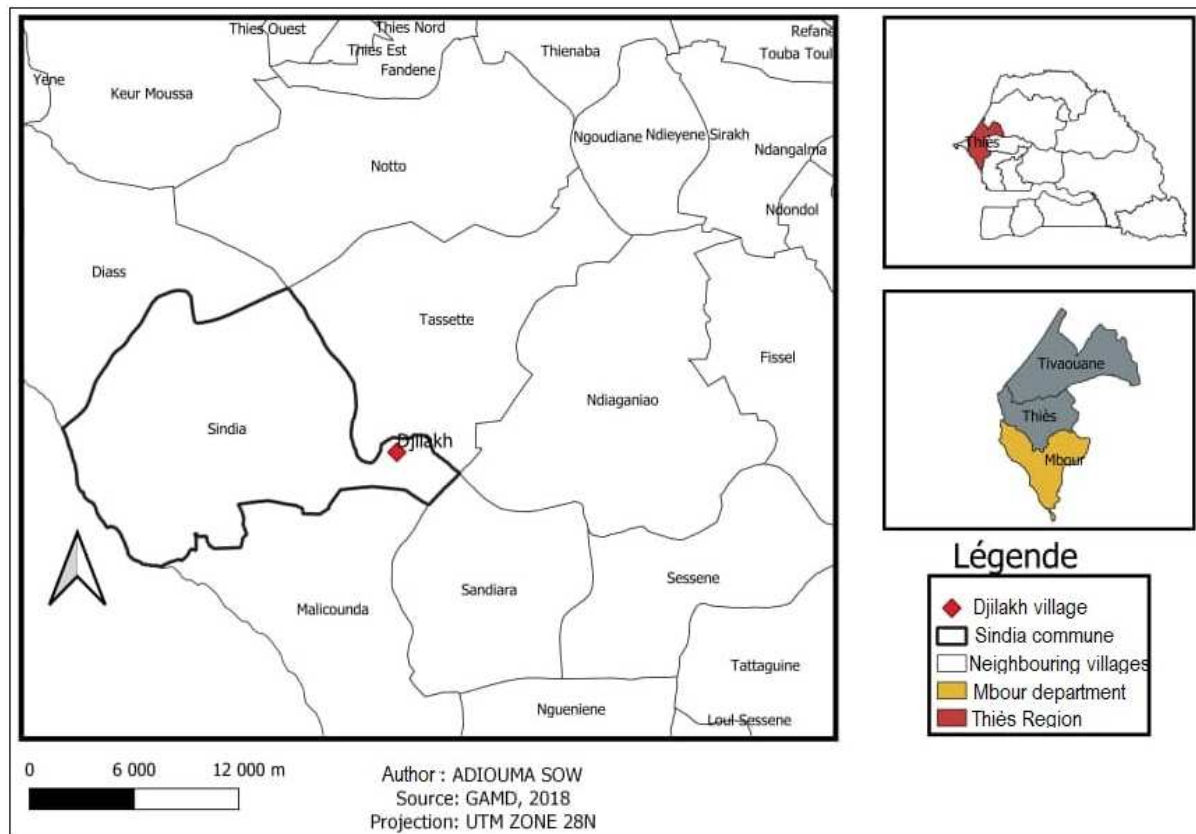 Thies Ouest
Thies Nord
Refane
Thies Est
Thienaba
Touba Toul
Fandene
Yene
Keur Moussa
Ngoudiane
Ndieyene Sirakh
Ndangalma
Notto
Ndondol
Diass
Tassette
Fissel
Ndiaganiao
Sindia
Djilakh
Sessene
Sandiara
Malicounda
Tattaguine
Ngueniene
Loul Sessene
Thiès
Tivaouane
Thiès
Mbour
Légende
Djilakh village
Sindia commune
Neighbouring villages
Mbour department
Thiès Region
0 6 000 12 000 m
Author : ADIOUMA SOW
Source: GAMD, 2018
Projection: UTM ZONE 28N